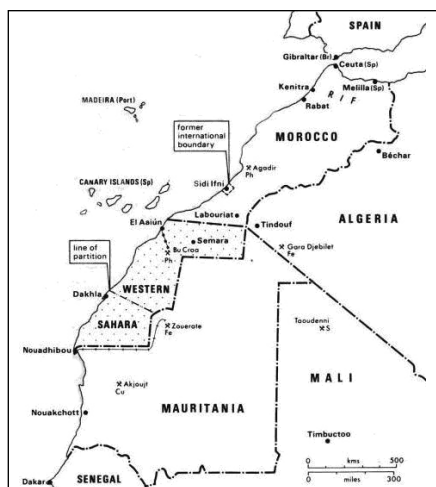 SPAIN
Gibraltar (Br)
Ceuta (Sp)
Melilla (Sp)
Kenitra
RIF
Rabat
MADEIRA (Port)
former
international
boundary
MOROCCO
Béchar
Agadir
Ph
Sidi Ifni
CANARY ISLANDS (Sp)
Labouriat
Tindouf
ALGERIA
El Aaiún
Semara
Gara Djebilet
Fe
line of
partition
Bu Craa
Ph
WESTERN
Dakhla
SAHARA
Zouerate
Fe
Taoudenni
S
Nouadhibou
MALI
Akjoujt
Cu
MAURITANIA
Nouakchott
Timbuctoo
0 500
kms
Dakar
SENEGAL
0 300
miles